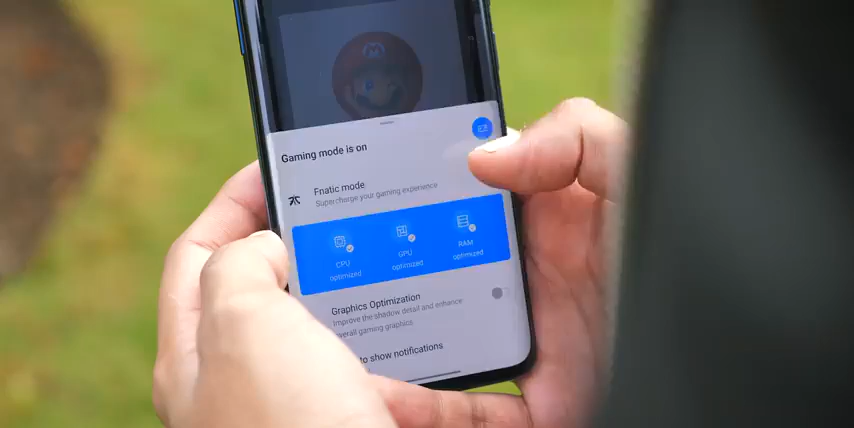 Gaming mode is on
Fnatic mode
Supercharge your gaming experience
CPU
optimized
GPU
optimized
RAM
optimized
Graphics Optimization
Improve the shadow detail and enhance
overall gaming graphics
to show notifications